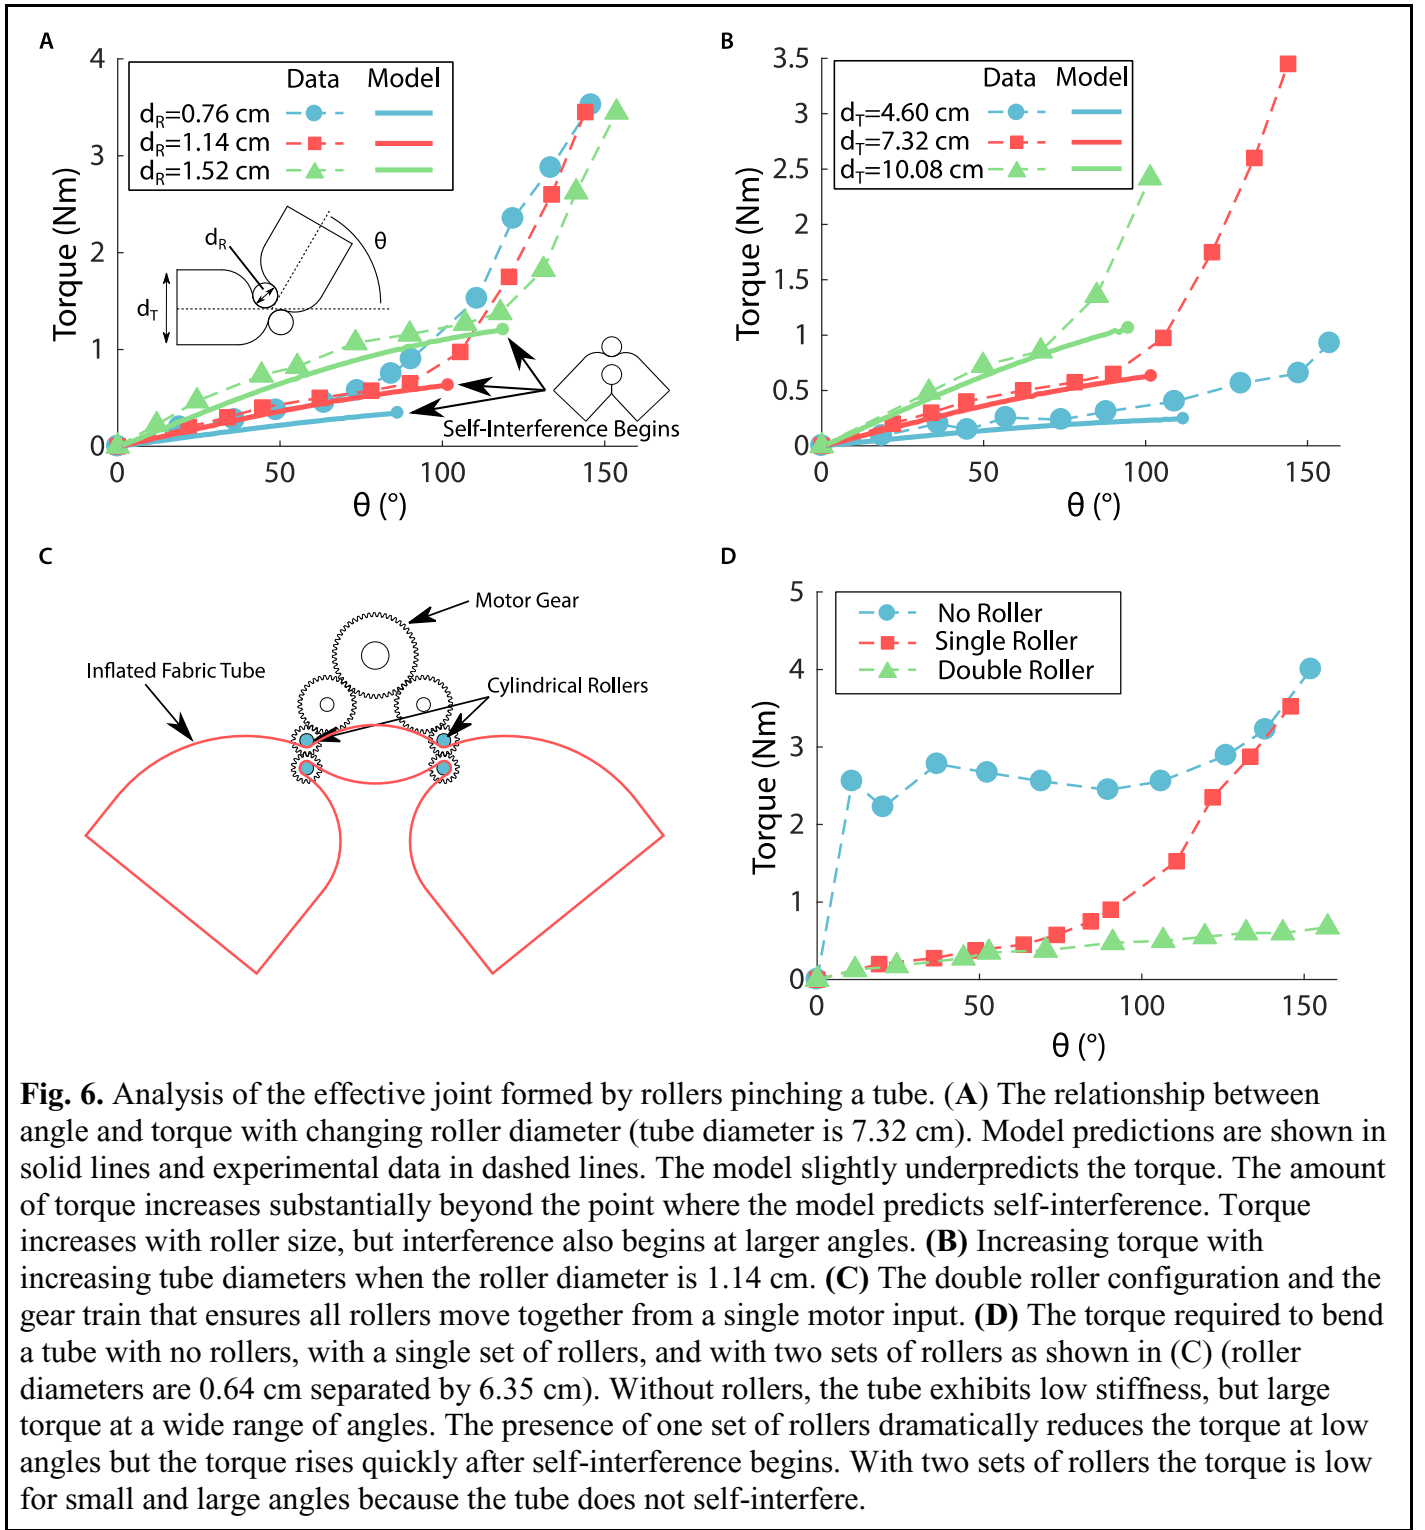 A
4
3
2
1
0
Torque (Nm)
Data Model
dR=0.76 cm
dR=1.14 cm
dR=1.52 cm
dR
dT
θ
Self-Interference Begins
0 50 100 150
θ (°)
B
3.5
3
2.5
2
1.5
1
0.5
0
Torque (Nm)
Data Model
dT=4.60 cm
dT=7.32 cm
dT=10.08 cm
0 50 100 150
θ (°)
C
Motor Gear
Inflated Fabric Tube
Cylindrical Rollers
D
5
4
3
2
1
0
Torque (Nm)
No Roller
Single Roller
Double Roller
0 50 100 150
θ (°)
Fig. 6. Analysis of the effective joint formed by rollers pinching a tube. (A) The relationship between
angle and torque with changing roller diameter (tube diameter is 7.32 cm). Model predictions are shown in
solid lines and experimental data in dashed lines. The model slightly underpredicts the torque. The amount
of torque increases substantially beyond the point where the model predicts self-interference. Torque
increases with roller size, but interference also begins at larger angles. (B) Increasing torque with
increasing tube diameters when the roller diameter is 1.14 cm. (C) The double roller configuration and the
gear train that ensures all rollers move together from a single motor input. (D) The torque required to bend
a tube with no rollers, with a single set of rollers, and with two sets of rollers as shown in (C) (roller
diameters are 0.64 cm separated by 6.35 cm). Without rollers, the tube exhibits low stiffness, but large
torque at a wide range of angles. The presence of one set of rollers dramatically reduces the torque at low
angles but the torque rises quickly after self-interference begins. With two sets of rollers the torque is low
for small and large angles because the tube does not self-interfere.